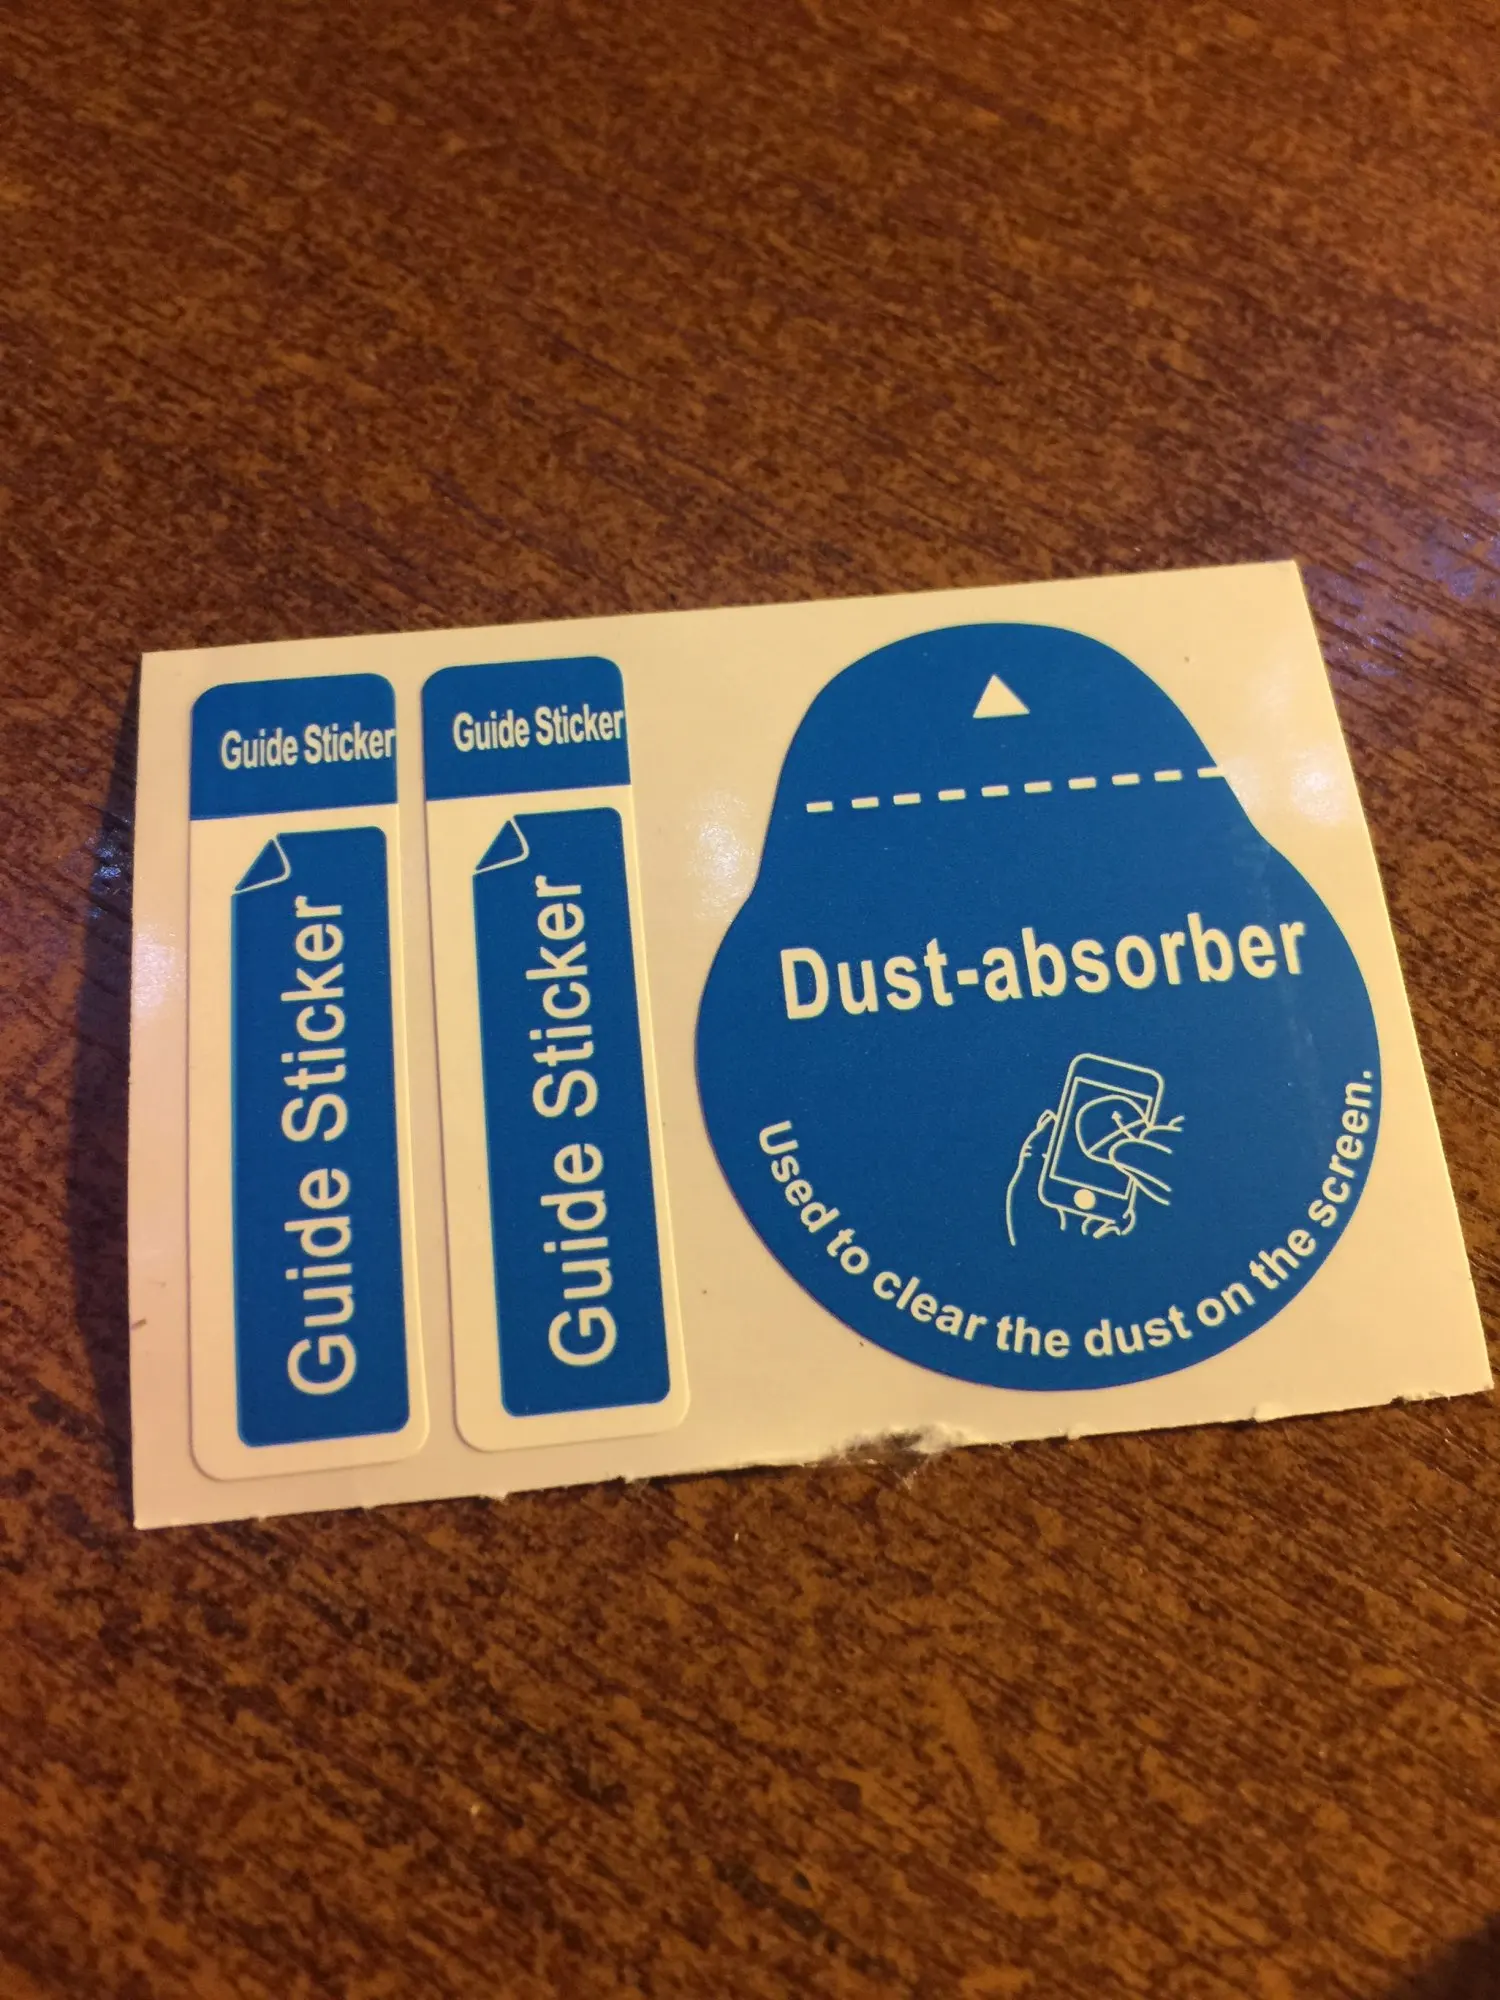 Guide Sticker
Guide Sticker
Guide Sticker
Guide Sticker
Dust-absorber
Used to clear the dust on the screen.